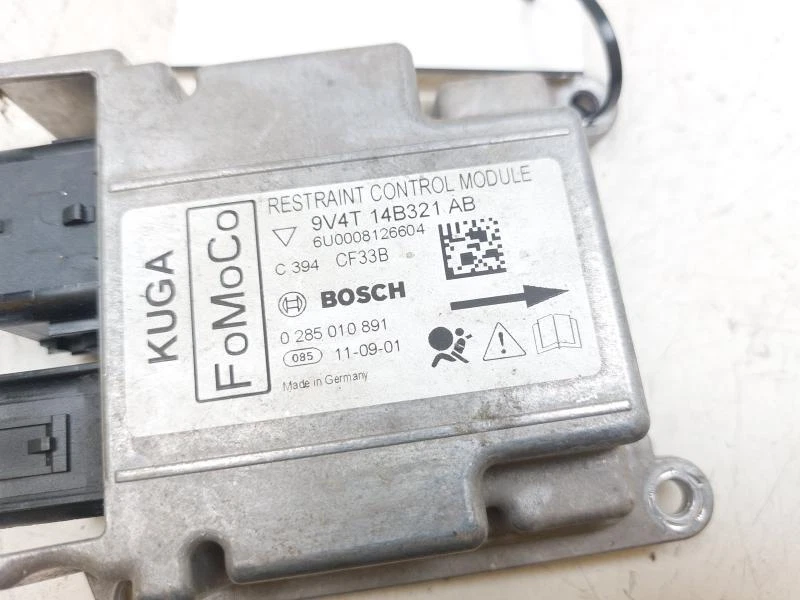 KUGA
FoMoCo
RESTRAINT CONTROL MODULE
9V4T 14B321 AB
6U0008126604
C 394 CF33B
BOSCH
0 285 010 891
085 11-09-01
Made in Germany